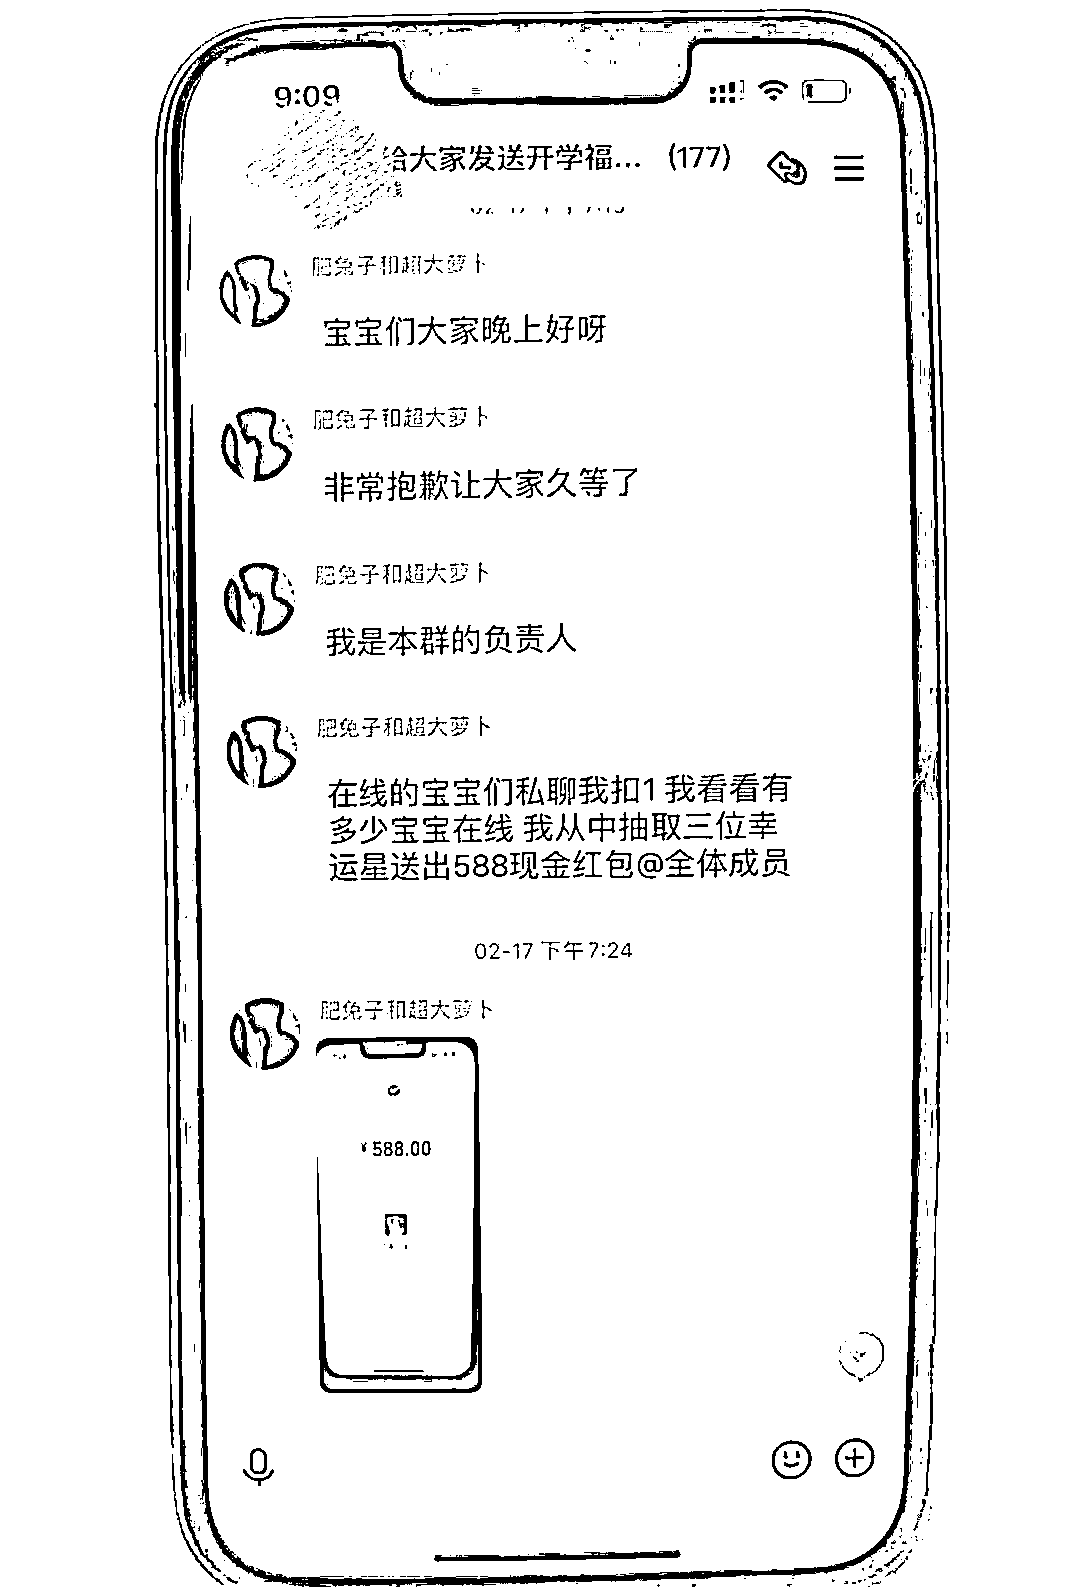 9:09
给大家发送开学福... (177)
肥兔子和超大萝卜
宝宝们大家晚上好呀
肥兔子和超大萝卜
非常抱歉让大家久等了
肥兔子和超大萝卜
我是本群的负责人
肥兔子和超大萝卜
在线的宝宝们私聊我扣1 我看看有
多少宝宝在线 我从中抽取三位幸
运星送出588现金红包@全体成员
02-17 下午7:24
肥兔子和超大萝卜
¥588.00